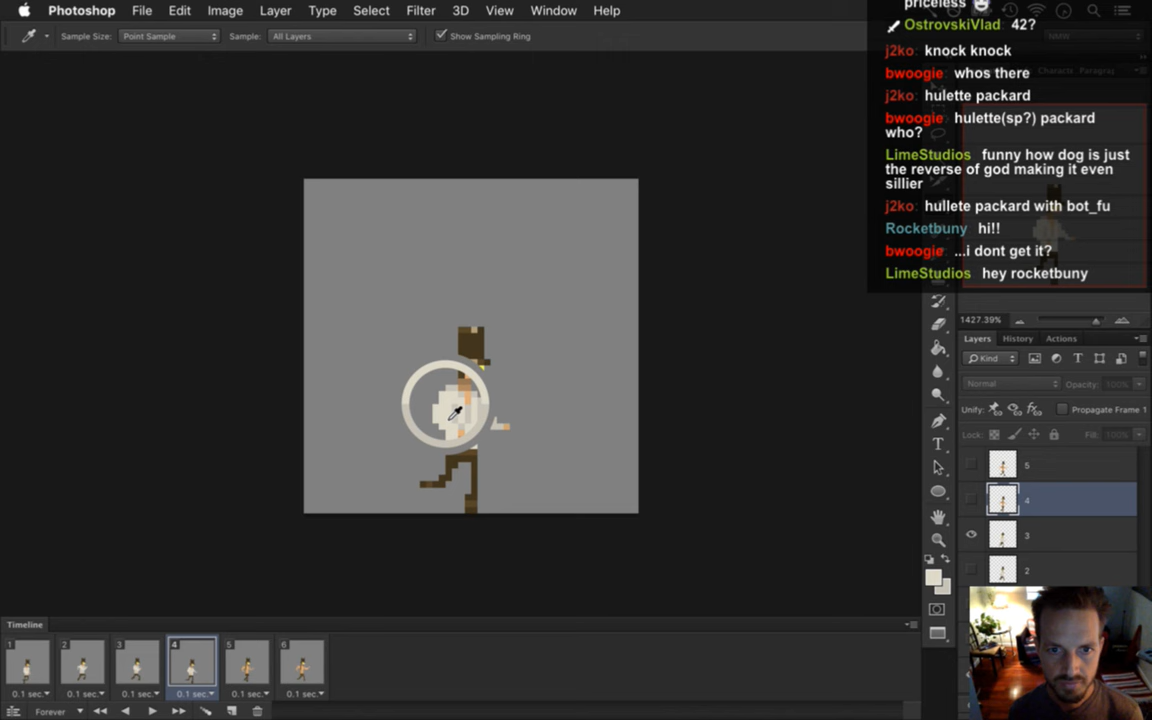 Photoshop File Edit Image Layer Type Select Filter 3D View Window Help
Sample Size: Point Sample Sample: All Layers Show Sampling Ring
priceless
OstrovskiVlad 42?
j2ko: knock knock
bwoogie: whos there
j2ko: hulette packard
bwoogie: hulette(sp?) packard
who?
LimeStudios funny how dog is just
the reverse of god making it even
sillier
j2ko: hullete packard with bot_fu
Rocketbuny hi!!
bwoogie: ...i dont get it?
LimeStudios hey rocketbuny
1427.39%
Layers History Actions
Kind
Normal Opacity: 100%
Unify: Propagate Frame 1
Lock: Fill: 100%
5
4
3
2
Timeline
1 2 3 4 5 6
0.1 sec. 0.1 sec. 0.1 sec. 0.1 sec. 0.1 sec. 0.1 sec.
Forever